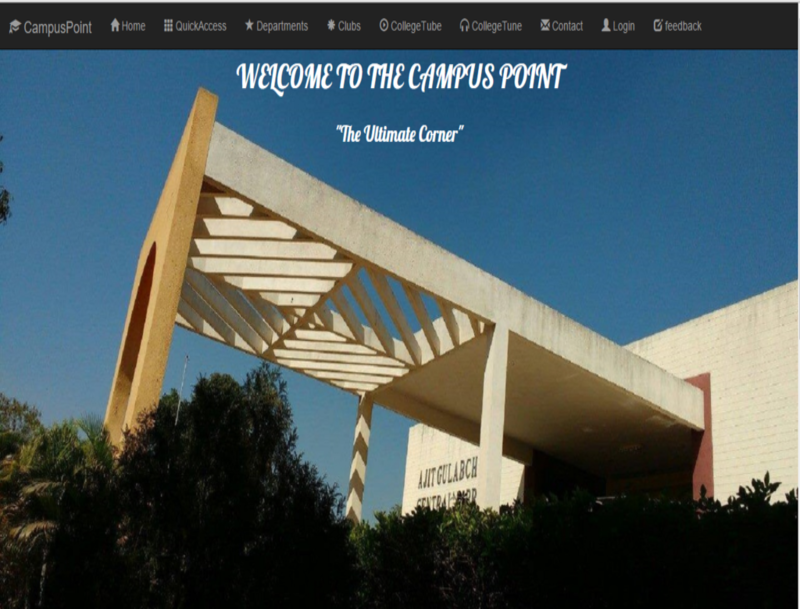 CampusPoint Home QuickAccess Departments Clubs CollegeTube CollegeTune Contact Login feedback
WELCOME TO THE CAMPUS POINT
"The Ultimate Corner"
AJIT GULABCH
CENTRAL